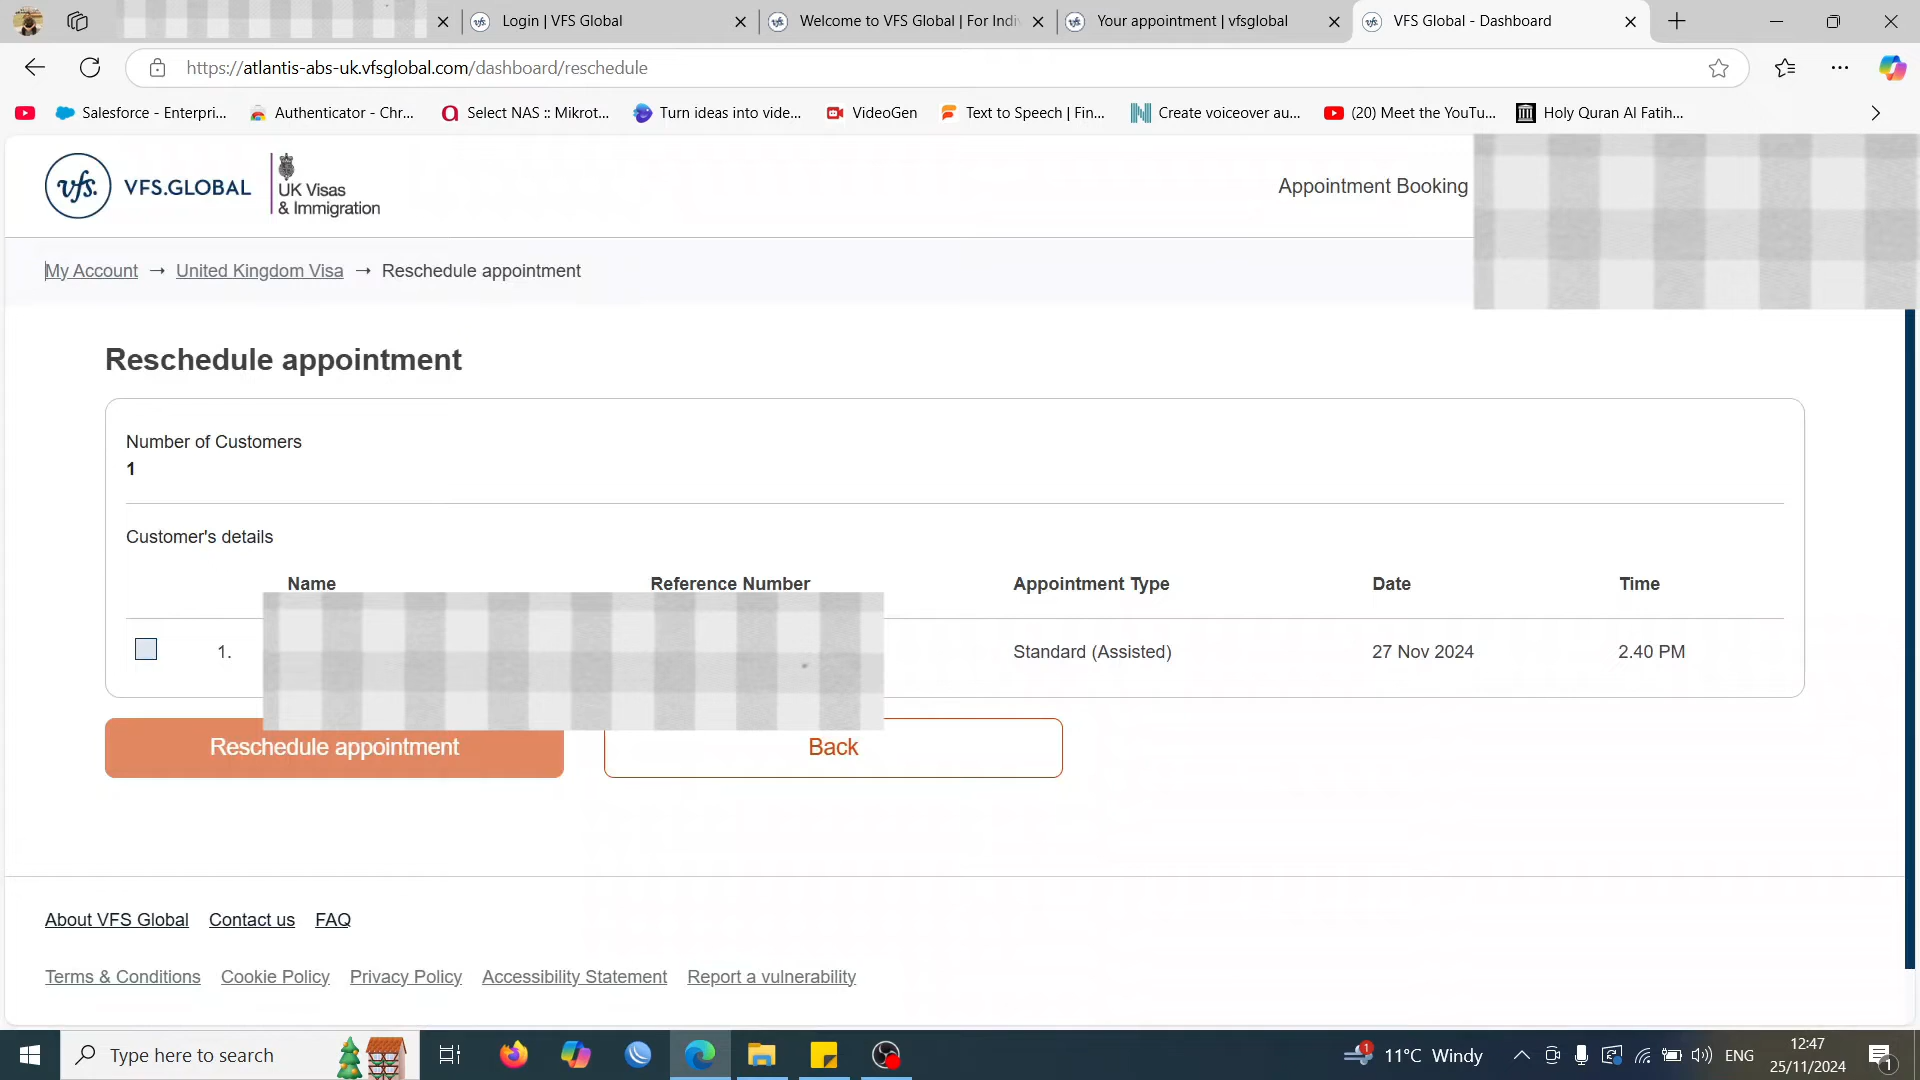 Login | VFS Global
Welcome to VFS Global | For Indi
Your appointment | vfsglobal
VFS Global - Dashboard
https://atlantis-abs-uk.vfsglobal.com/dashboard/reschedule
Salesforce - Enterpri...
Authenticator - Chr...
Select NAS :: Mikrot...
Turn ideas into vide...
VideoGen
Text to Speech | Fin...
Create voiceover au...
(20) Meet the YouTu...
Holy Quran Al Fatih...
vfs. VFS.GLOBAL
UK Visas
& Immigration
Appointment Booking
My Account → United Kingdom Visa → Reschedule appointment
Reschedule appointment
Number of Customers
1
Customer's details
Name Reference Number Appointment Type Date Time
1. Standard (Assisted) 27 Nov 2024 2.40 PM
Reschedule appointment
Back
About VFS Global Contact us FAQ
Terms & Conditions Cookie Policy Privacy Policy Accessibility Statement Report a vulnerability
Type here to search
1
11°C Windy
ENG
12:47
25/11/2024
1